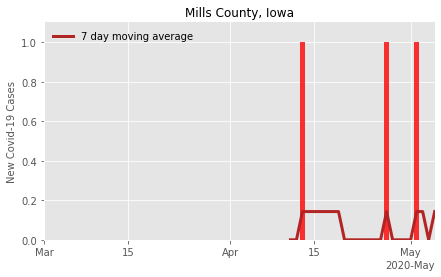 Mills County, Iowa
7 day moving average
New Covid-19 Cases
1.0
0.8
0.6
0.4
0.2
0.0
Mar
15
Apr
15
May
2020-May